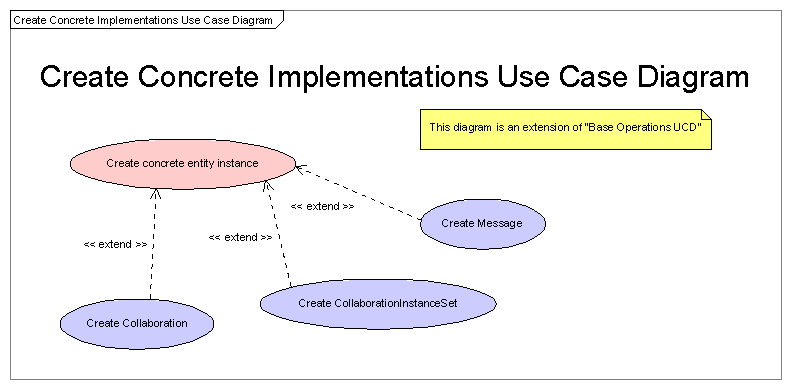 Create Concrete Implementations Use Case Diagram
Create Concrete Implementations Use Case Diagram
This diagram is an extension of "Base Operations UCD"
Create concrete entity instance
<< extend >>
Create Message
<< extend >>
<< extend >>
Create CollaborationInstanceSet
Create Collaboration